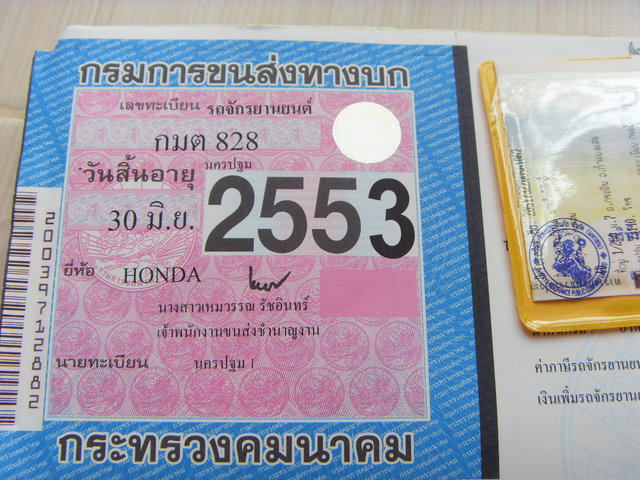 กรมการขนส่งทางบก
เลขทะเบียน รถจักรยานยนต์
กมต 828
นครปฐม
วันสิ้นอายุ
30 มิ.ย. 2553
ยี่ห้อ HONDA
นางสาวเหมวรรณ รัชอินทร์
เจ้าพนักงานขนส่งชำนาญงาน
นายทะเบียน นครปฐม 1
กระทรวงคมนาคม
20039712882
ค่าภาษีรถจักรยานย
เงินเพิ่มรถจักรยานย